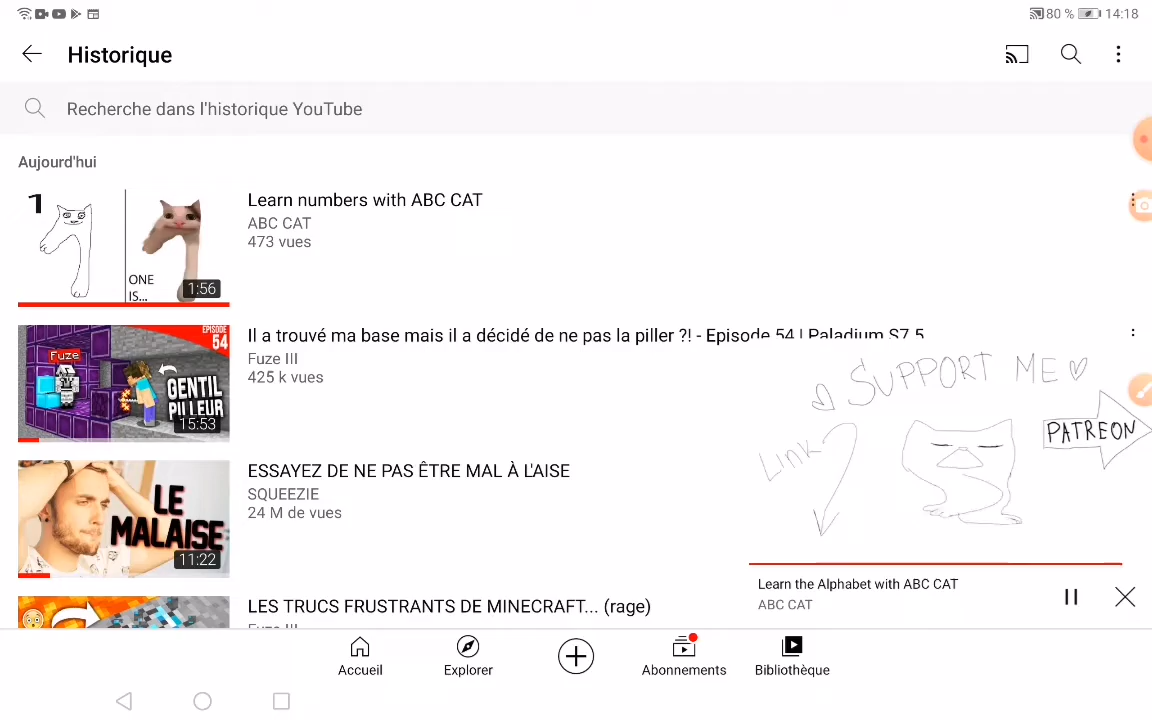 80 % 14:18
Historique
Recherche dans l'historique YouTube
Aujourd'hui
1
ONE
IS...
1:56
Learn numbers with ABC CAT
ABC CAT
473 vues
EPISODE
54
Fuze
GENTIL
PILLEUR
15:53
Il a trouvé ma base mais il a décidé de ne pas la piller ?! - Episode 54 | Paladium S7.5
Fuze III
425 k vues
LE
MALAISE
11:22
ESSAYEZ DE NE PAS ÊTRE MAL À L'AISE
SQUEEZIE
24 M de vues
LES TRUCS FRUSTRANTS DE MINECRAFT... (rage)
Fuze III
SUPPORT ME
Link
PATREON
Learn the Alphabet with ABC CAT
ABC CAT
Accueil
Explorer
Abonnements
Bibliothèque